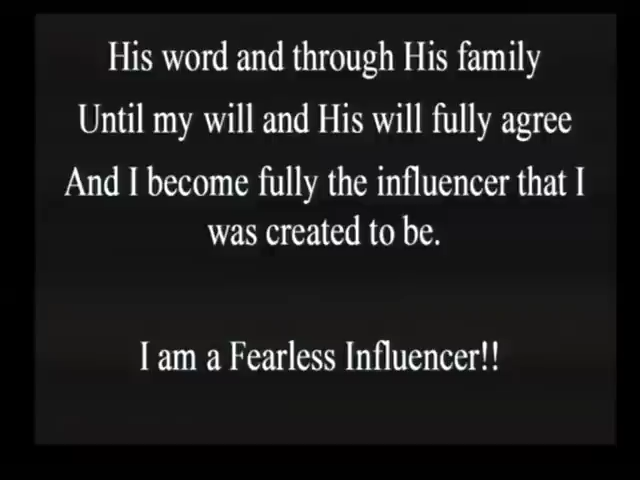 His word and through His family
Until my will and His will fully agree
And I become fully the influencer that I
was created to be.
I am a Fearless Influencer!!